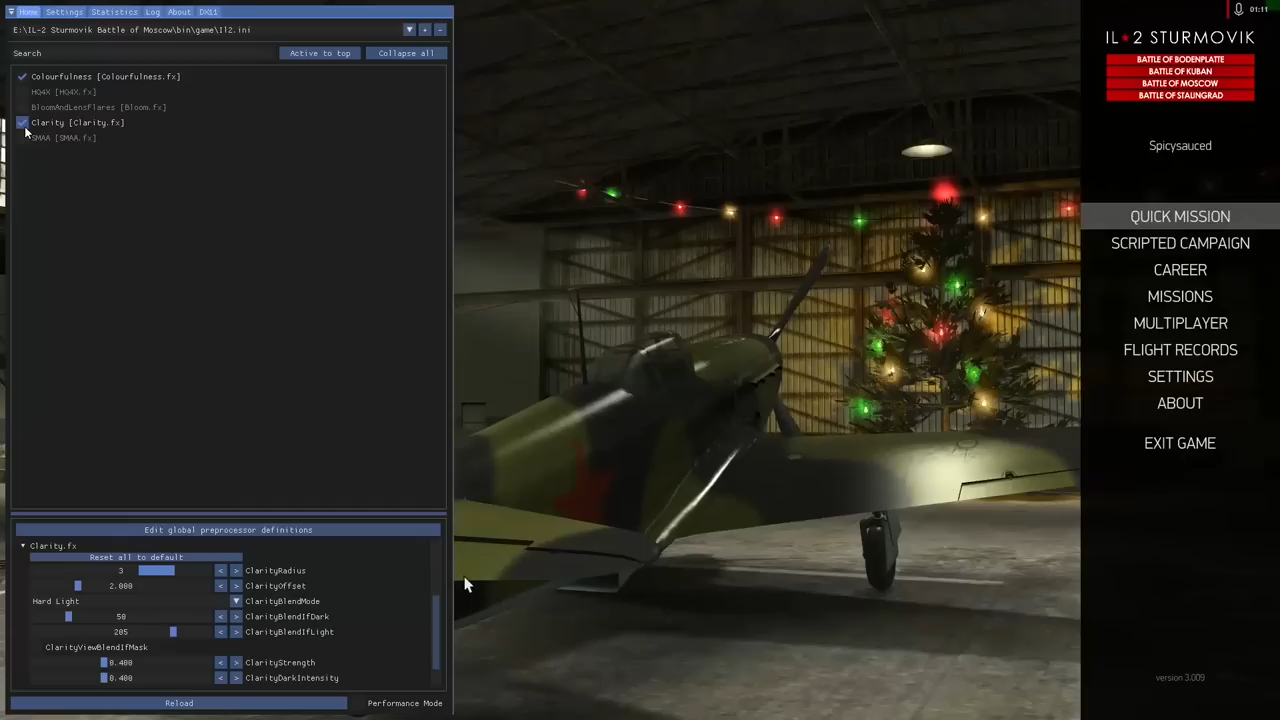 Home Settings Statistics Log About DX11
E:\IL-2 Sturmovik Battle of Moscow\bin\game\Il2.ini
+ -
Search
Active to top
Collapse all
Colourfulness [Colourfulness.fx]
HQ4X [HQ4X.fx]
BloomAndLensFlares [Bloom.fx]
Clarity [Clarity.fx]
SMAA [SMAA.fx]
Edit global preprocessor definitions
Clarity.fx
Reset all to default
3 < > ClarityRadius
2.000 < > ClarityOffset
Hard Light ClarityBlendMode
50 < > ClarityBlendIfDark
205 < > ClarityBlendIfLight
ClarityViewBlendIfMask
0.400 < > ClarityStrength
0.400 < > ClarityDarkIntensity
Reload
Performance Mode
01:11
IL★2 STURMOVIK
BATTLE OF BODENPLATTE
BATTLE OF KUBAN
BATTLE OF MOSCOW
BATTLE OF STALINGRAD
Spicysauced
QUICK MISSION
SCRIPTED CAMPAIGN
CAREER
MISSIONS
MULTIPLAYER
FLIGHT RECORDS
SETTINGS
ABOUT
EXIT GAME
version 3.009